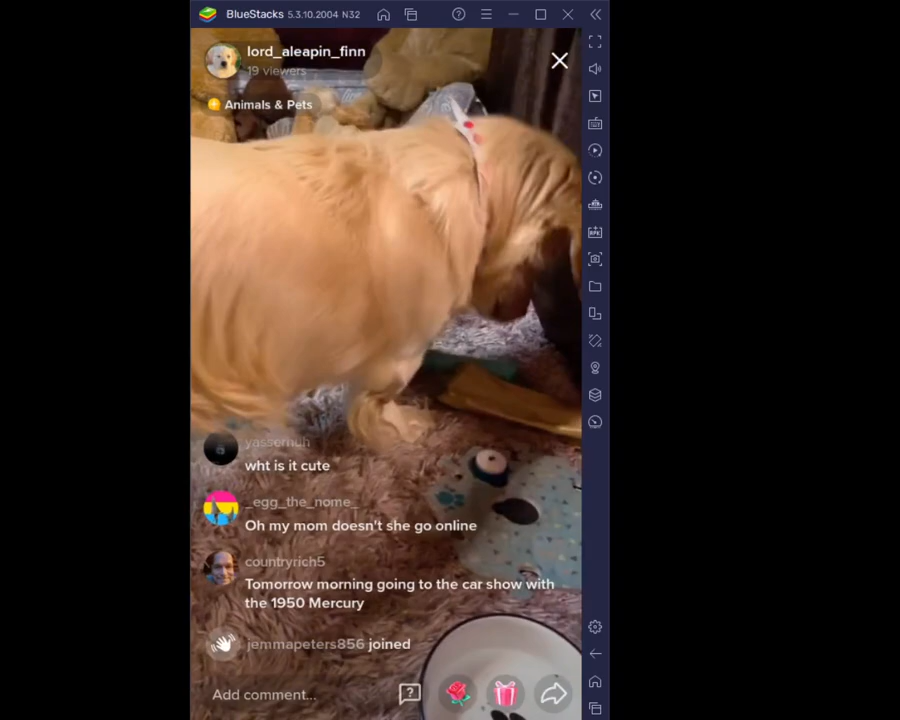 BlueStacks 5.3.10.2004 N32
lord_aleapin_finn
19 viewers
Animals & Pets
yassernuh
wht is it cute
_egg_the_nome_
Oh my mom doesn't she go online
countryrich5
Tomorrow morning going to the car show with
the 1950 Mercury
jemmapeters856 joined
Add comment...